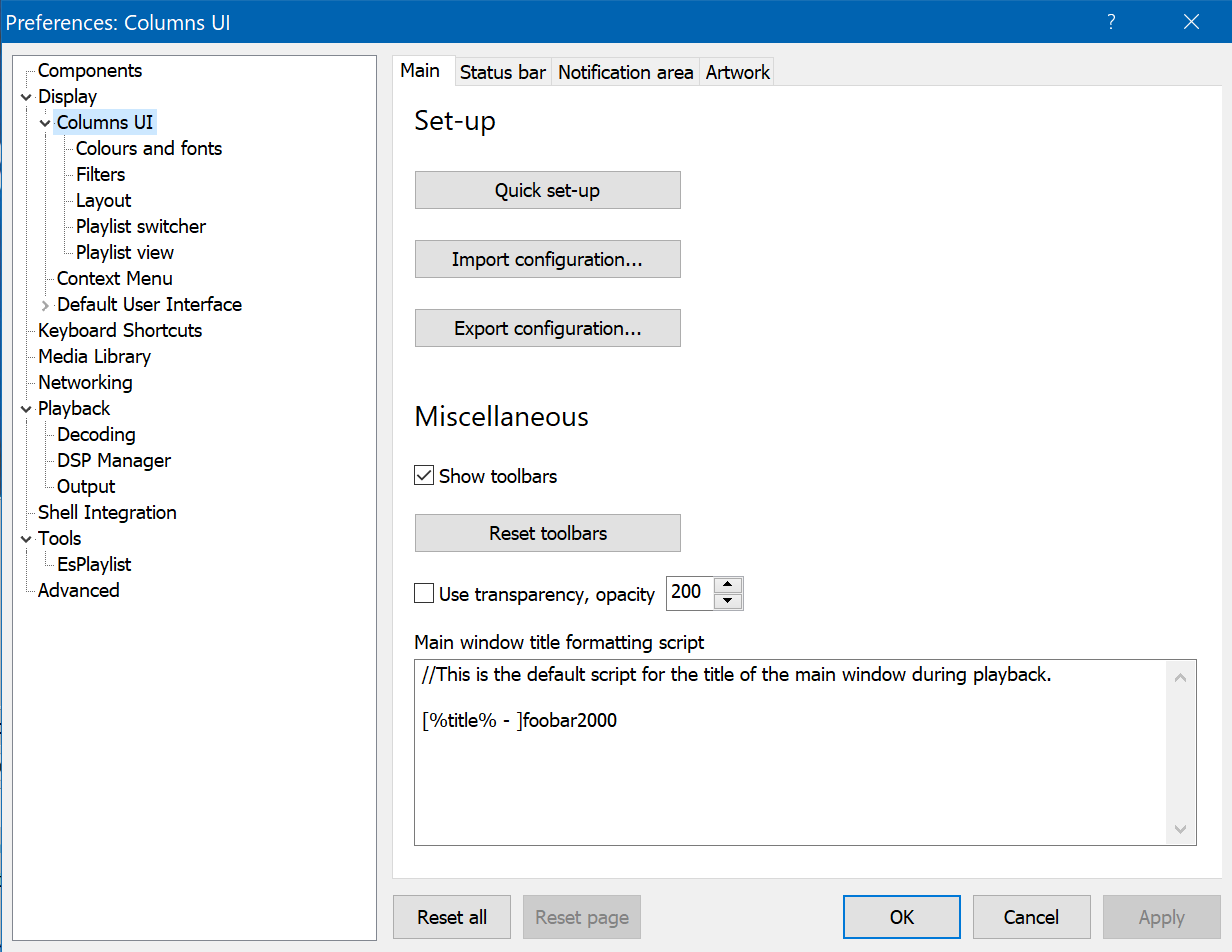 Preferences: Columns UI
?
Components
Display
Columns UI
Colours and fonts
Filters
Layout
Playlist switcher
Playlist view
Context Menu
Default User Interface
Keyboard Shortcuts
Media Library
Networking
Playback
Decoding
DSP Manager
Output
Shell Integration
Tools
EsPlaylist
Advanced
Main Status bar Notification area Artwork
Set-up
Quick set-up
Import configuration...
Export configuration...
Miscellaneous
Show toolbars
Reset toolbars
Use transparency, opacity 200
Main window title formatting script
//This is the default script for the title of the main window during playback.
[%title% - ]foobar2000
Reset all Reset page OK Cancel Apply